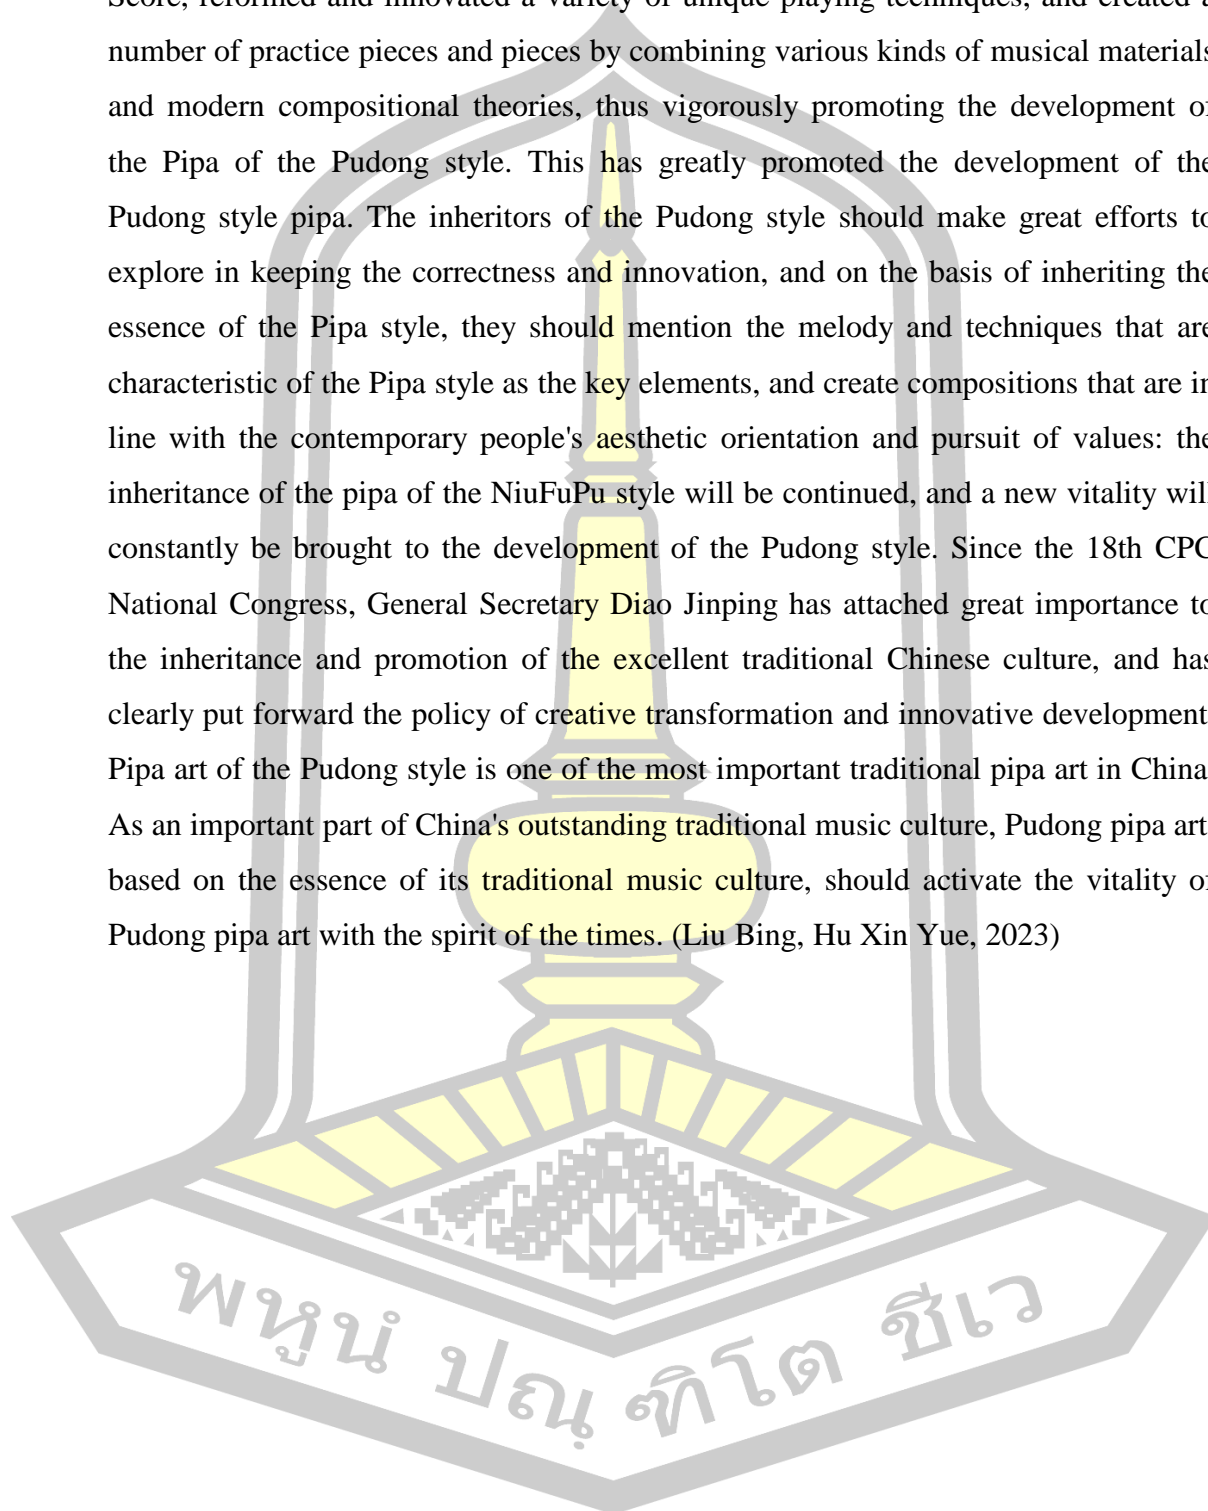 Score, reformed and innovated a variety of unique playing techniques, and created a
number of practice pieces and pieces by combining various kinds of musical materials
and modern compositional theories, thus vigorously promoting the development of
the Pipa of the Pudong style. This has greatly promoted the development of the
Pudong style pipa. The inheritors of the Pudong style should make great efforts to
explore in keeping the correctness and innovation, and on the basis of inheriting the
essence of the Pipa style, they should mention the melody and techniques that are
characteristic of the Pipa style as the key elements, and create compositions that are in
line with the contemporary people's aesthetic orientation and pursuit of values: the
inheritance of the pipa of the NiuFuPu style will be continued, and a new vitality will
constantly be brought to the development of the Pudong style. Since the 18th CPC
National Congress, General Secretary Diao Jinping has attached great importance to
the inheritance and promotion of the excellent traditional Chinese culture, and has
clearly put forward the policy of creative transformation and innovative development
Pipa art of the Pudong style is one of the most important traditional pipa art in China
As an important part of China's outstanding traditional music culture, Pudong pipa art
based on the essence of its traditional music culture, should activate the vitality of
Pudong pipa art with the spirit of the times. (Liu Bing, Hu Xin Yue, 2023)
พหูนํ ปณฺฑิโต ชีเว